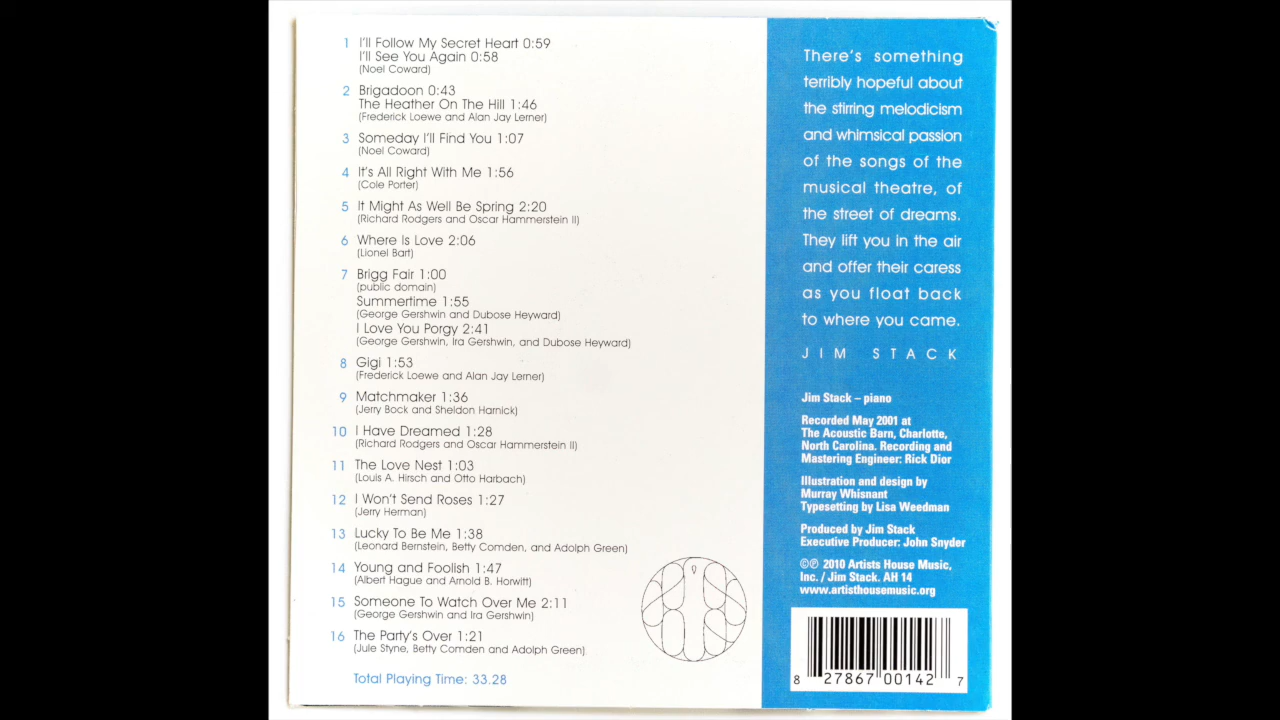 1 I'll Follow My Secret Heart 0:59
I'll See You Again 0:58
(Noel Coward)
2 Brigadoon 0:43
The Heather On The Hill 1:46
(Frederick Loewe and Alan Jay Lerner)
3 Someday I'll Find You 1:07
(Noel Coward)
4 It's All Right With Me 1:56
(Cole Porter)
5 It Might As Well Be Spring 2:20
(Richard Rodgers and Oscar Hammerstein II)
6 Where Is Love 2:06
(Lionel Bart)
7 Brigg Fair 1:00
(public domain)
Summertime 1:55
(George Gershwin and Dubose Heyward)
I Love You Porgy 2:41
(George Gershwin, Ira Gershwin, and Dubose Heyward)
8 Gigi 1:53
(Frederick Loewe and Alan Jay Lerner)
9 Matchmaker 1:36
(Jerry Bock and Sheldon Harnick)
10 I Have Dreamed 1:28
(Richard Rodgers and Oscar Hammerstein II)
11 The Love Nest 1:03
(Louis A. Hirsch and Otto Harbach)
12 I Won't Send Roses 1:27
(Jerry Herman)
13 Lucky To Be Me 1:38
(Leonard Bernstein, Betty Comden, and Adolph Green)
14 Young and Foolish 1:47
(Albert Hague and Arnold B. Horwitt)
15 Someone To Watch Over Me 2:11
(George Gershwin and Ira Gershwin)
16 The Party's Over 1:21
(Jule Styne, Betty Comden and Adolph Green)
Total Playing Time: 33.28
There's something
terribly hopeful about
the stirring melodicism
and whimsical passion
of the songs of the
musical theatre, of
the street of dreams.
They lift you in the air
and offer their caress
as you float back
to where you came.
JIM STACK
Jim Stack – piano
Recorded May 2001 at
The Acoustic Barn, Charlotte,
North Carolina. Recording and
Mastering Engineer: Rick Dior
Illustration and design by
Murray Whisnant
Typesetting by Lisa Weedman
Produced by Jim Stack
Executive Producer: John Snyder
©℗ 2010 Artists House Music,
Inc. / Jim Stack. AH 14
www.artisthousemusic.org
8 27867 00142 7